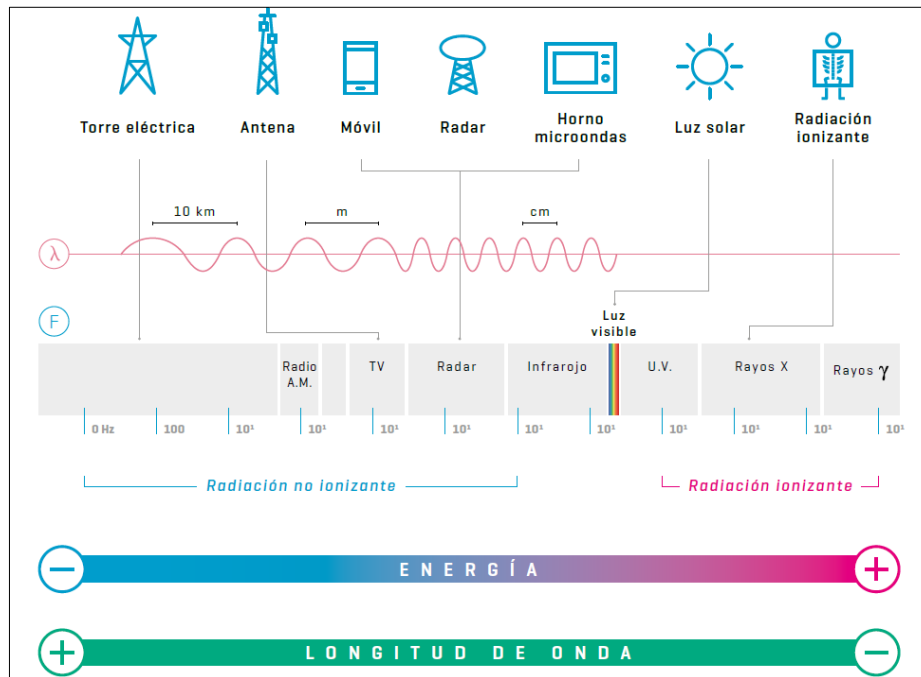 Torre eléctrica
Antena
Móvil
Radar
Horno
microondas
Luz solar
Radiación
ionizante
10 km
m
cm
λ
F
Luz
visible
Radio
A.M.
TV
Radar
Infrarojo
U.V.
Rayos X
Rayos γ
0 Hz
100
10¹
10¹
10¹
10¹
10¹
10¹
10¹
10¹
10¹
10¹
Radiación no ionizante
Radiación ionizante
− ENERGÍA +
+ LONGITUD DE ONDA −